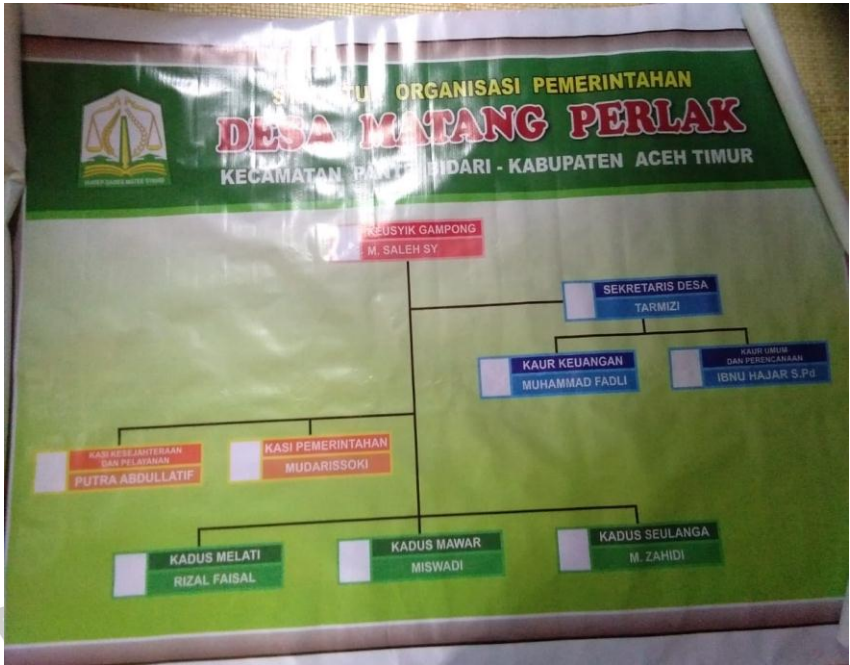 ORGANISASI PEMERINTAHAN
DESA MATANG PERLAK
KECAMATAN PANTE BIDARI - KABUPATEN ACEH TIMUR
KEUSYIK GAMPONG
M. SALEH SY
SEKRETARIS DESA
TARMIZI
KAUR KEUANGAN
MUHAMMAD FADLI
KAUR UMUM
DAN PERENCANAAN
IBNU HAJAR S.Pd
KASI KESEJAHTERAAN
DAN PELAYANAN
PUTRA ABDULLATIF
KASI PEMERINTAHAN
MUDARISSOKI
KADUS MELATI
RIZAL FAISAL
KADUS MAWAR
MISWADI
KADUS SEULANGA
M. ZAHIDI